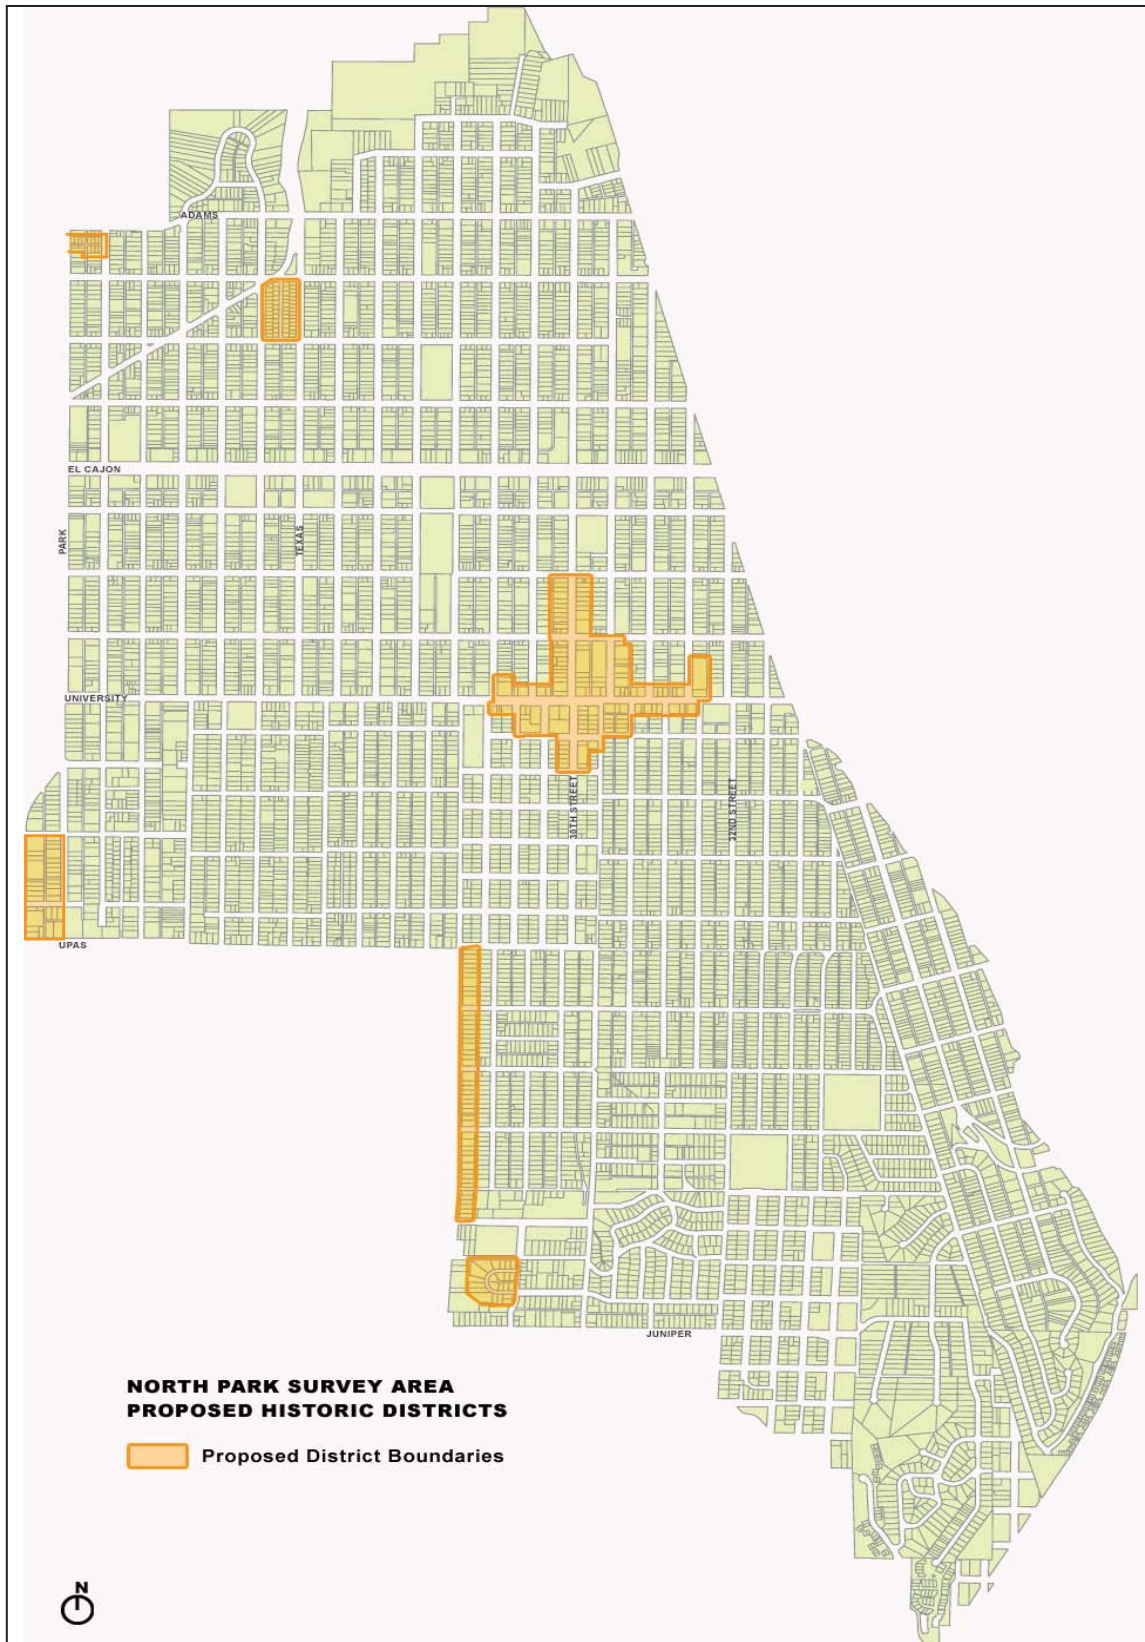 ADAMS
EL CAJON
PARK
TEXAS
UNIVERSITY
30TH STREET
32ND STREET
UPAS
JUNIPER
NORTH PARK SURVEY AREA
PROPOSED HISTORIC DISTRICTS
Proposed District Boundaries
N